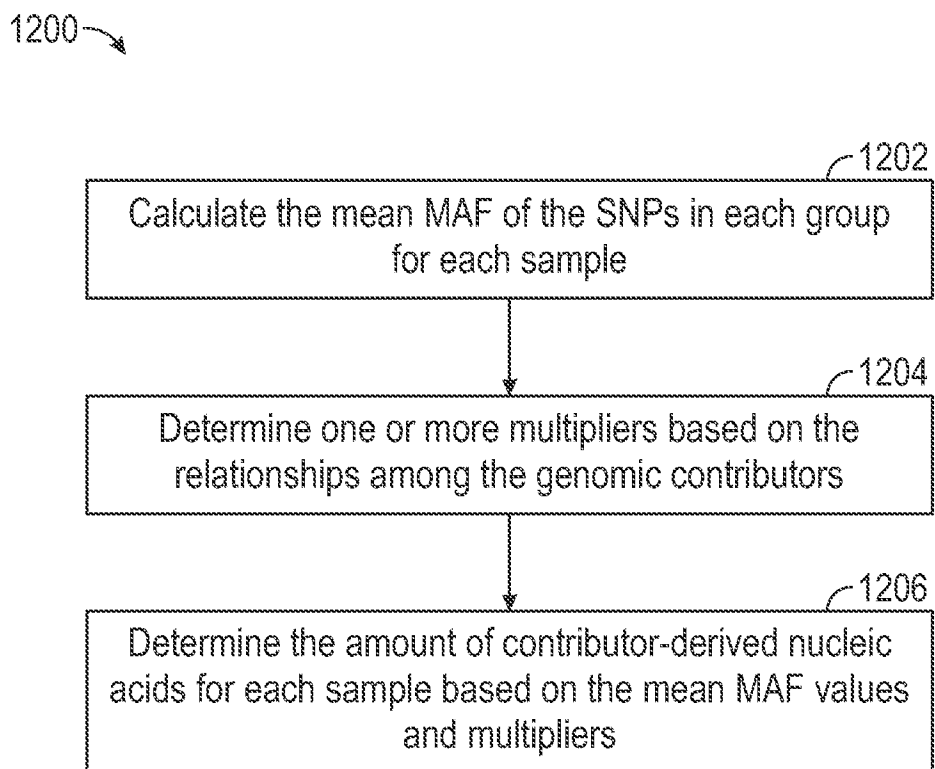 1200
1202
Calculate the mean MAF of the SNPs in each group
for each sample
1204
Determine one or more multipliers based on the
relationships among the genomic contributors
1206
Determine the amount of contributor-derived nucleic
acids for each sample based on the mean MAF values
and multipliers